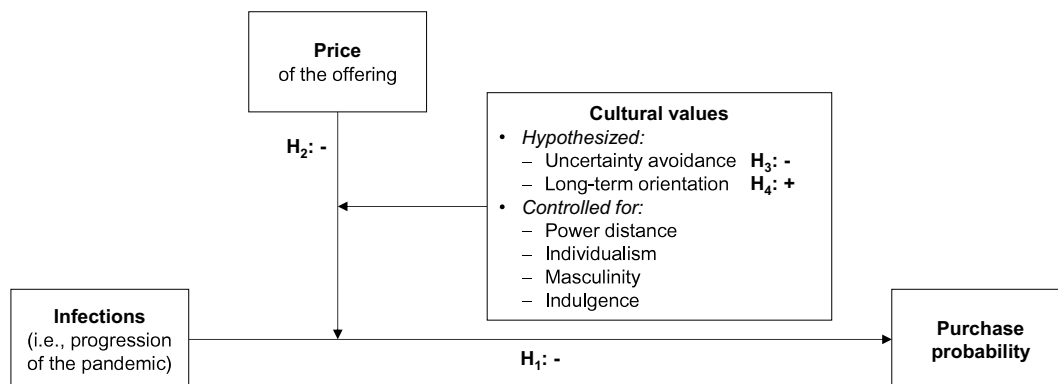 Price
of the offering
Cultural values
• Hypothesized:
– Uncertainty avoidance H₃: -
– Long-term orientation H₄: +
• Controlled for:
– Power distance
– Individualism
– Masculinity
– Indulgence
H₂: -
Infections
(i.e., progression
of the pandemic)
H₁: -
Purchase
probability